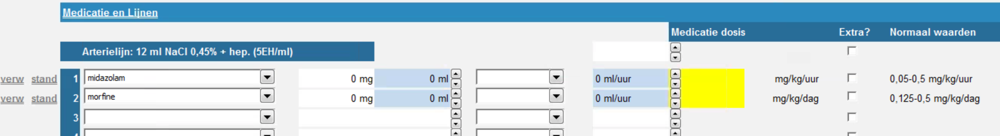 Medicatie en Lijnen
Medicatie dosis Extra? Normaal waarden
Arterielijn: 12 ml NaCl 0,45% + hep. (5EH/ml)
verw stand 1 midazolam 0 mg 0 ml 0 ml/uur mg/kg/uur 0,05-0,5 mg/kg/uur
verw stand 2 morfine 0 mg 0 ml 0 ml/uur mg/kg/dag 0,125-0,5 mg/kg/dag
3
4